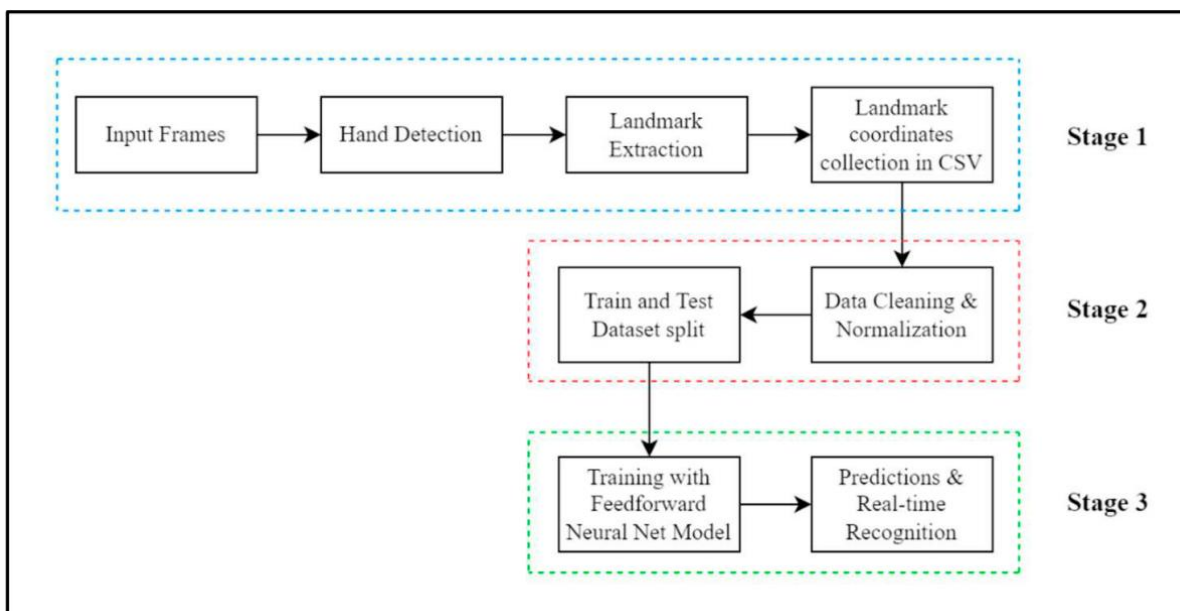 Input Frames
Hand Detection
Landmark
Extraction
Landmark
coordinates
collection in CSV
Stage 1
Train and Test
Dataset split
Data Cleaning &
Normalization
Stage 2
Training with
Feedforward
Neural Net Model
Predictions &
Real-time
Recognition
Stage 3